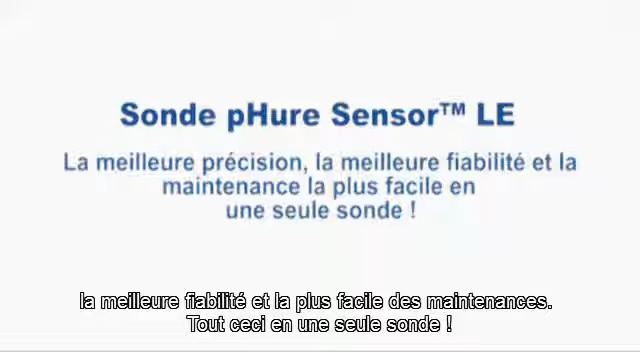 Sonde pHure Sensor™ LE
La meilleure précision, la meilleure fiabilité et la
maintenance la plus facile en
une seule sonde !
la meilleure fiabilité et la plus facile des maintenances.
Tout ceci en une seule sonde !